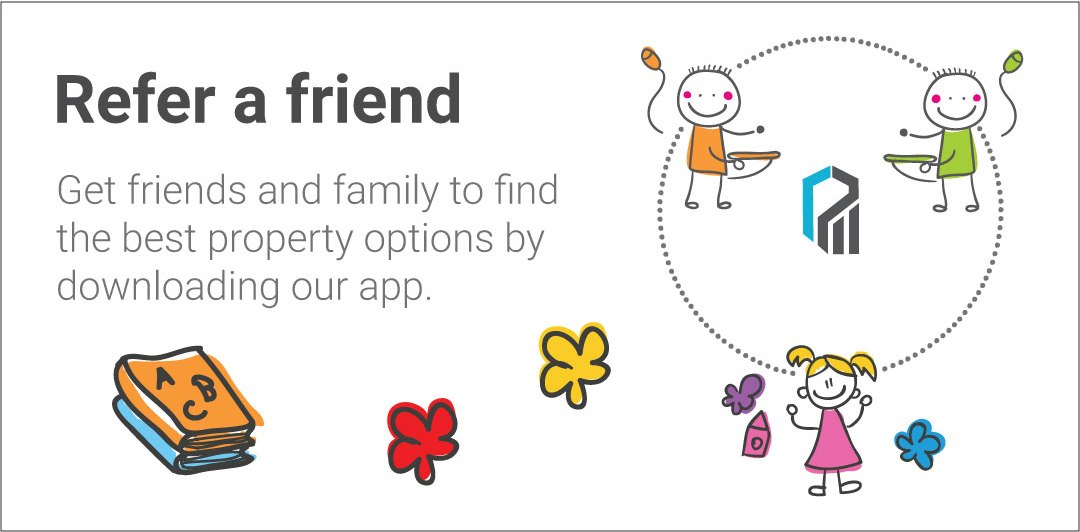 Refer a friend
Get friends and family to find
the best property options by
downloading our app.
A
B
C